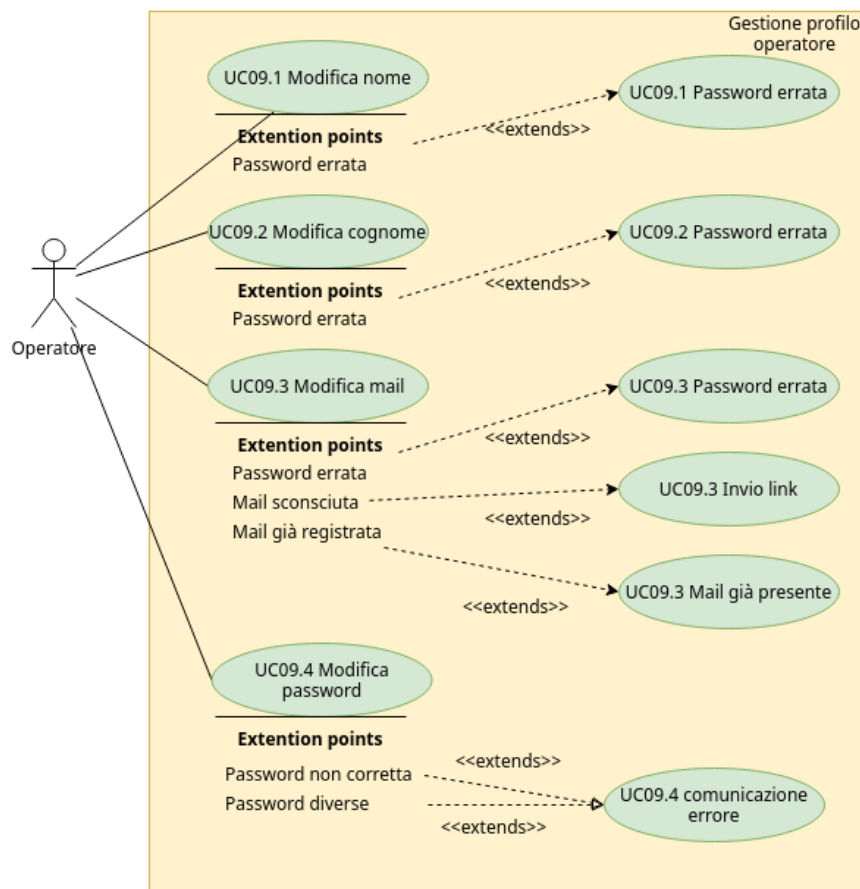 Gestione profilo
operatore
UC09.1 Modifica nome
UC09.1 Password errata
<<extends>>
Extention points
Password errata
UC09.2 Modifica cognome
UC09.2 Password errata
<<extends>>
Extention points
Password errata
Operatore
UC09.3 Modifica mail
UC09.3 Password errata
<<extends>>
Extention points
Password errata
Mail sconsciuta
Mail già registrata
UC09.3 Invio link
<<extends>>
UC09.3 Mail già presente
<<extends>>
UC09.4 Modifica
password
Extention points
<<extends>>
Password non corretta
Password diverse
UC09.4 comunicazione
errore
<<extends>>